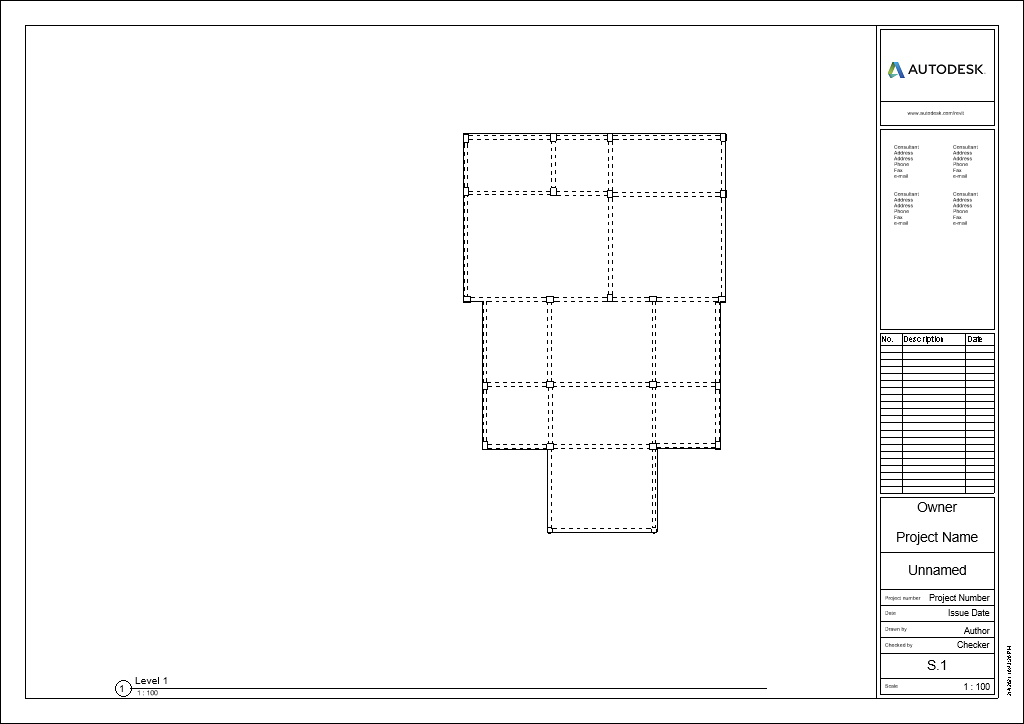 AUTODESK
www.autodesk.com/revit
Consultant
Address
Address
Phone
Fax
e-mail
Consultant
Address
Address
Phone
Fax
e-mail
Consultant
Address
Address
Phone
Fax
e-mail
Consultant
Address
Address
Phone
Fax
e-mail
No. Description Date
Owner
Project Name
Unnamed
Project number Project Number
Date Issue Date
Drawn by Author
Checked by Checker
S.1
Scale 1 : 100
1 Level 1
1 : 100